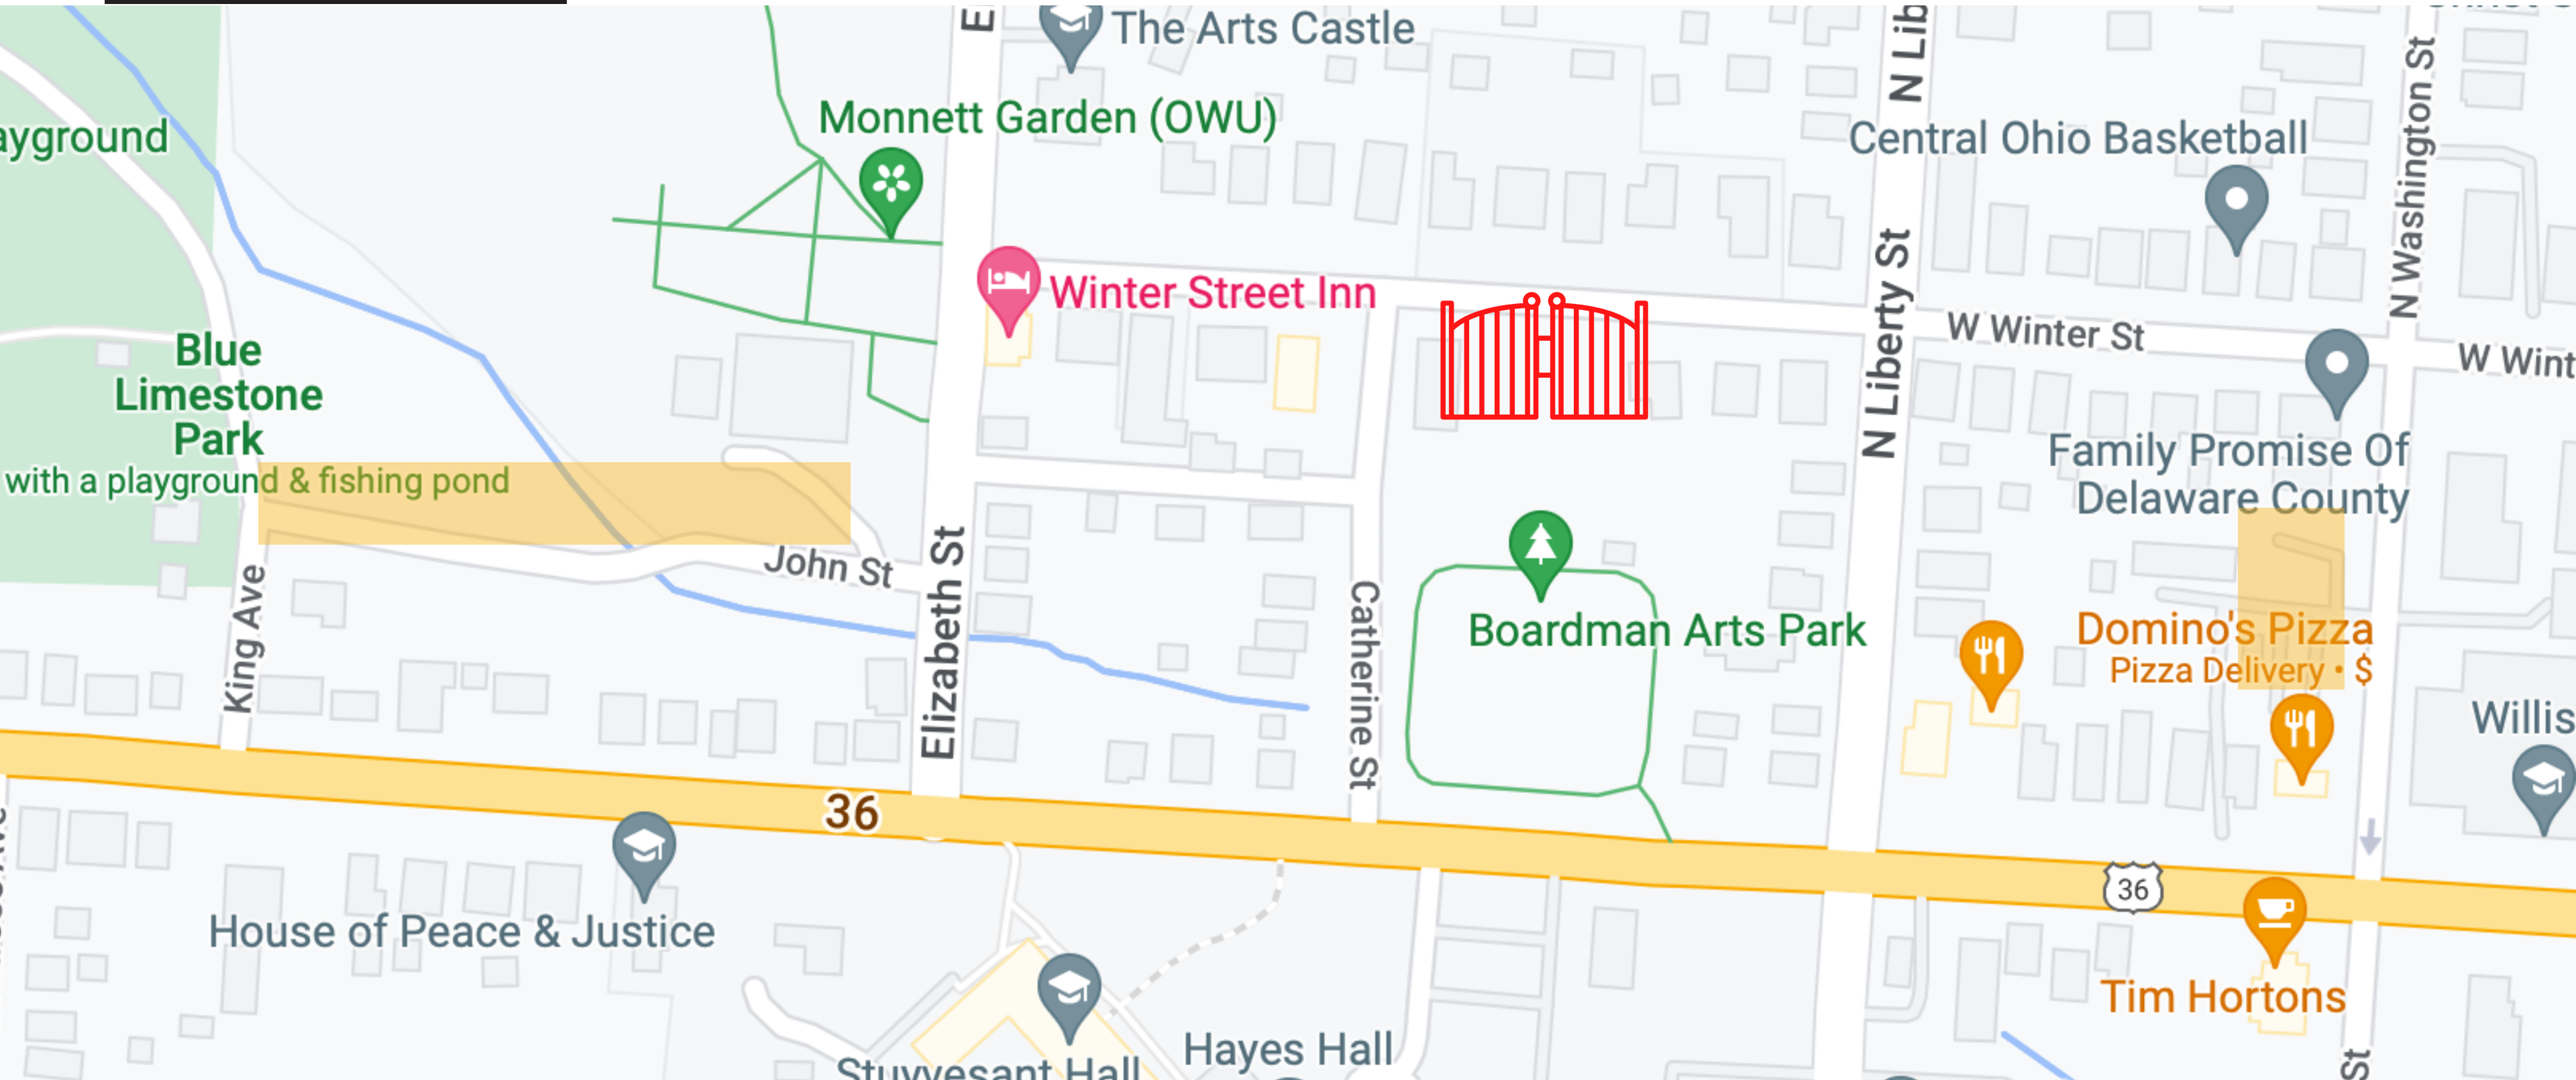 The Arts Castle
N Lib
ayground
Monnett Garden (OWU)
Central Ohio Basketball
N Washington St
Winter Street Inn
N Liberty St
W Winter St
W Wint
Blue
Limestone
Park
with a playground & fishing pond
Family Promise Of
Delaware County
John St
Elizabeth St
King Ave
Catherine St
Boardman Arts Park
Domino's Pizza
Pizza Delivery · $
Willis
36
36
House of Peace & Justice
Tim Hortons
Hayes Hall
Stuyvesant Hall
St